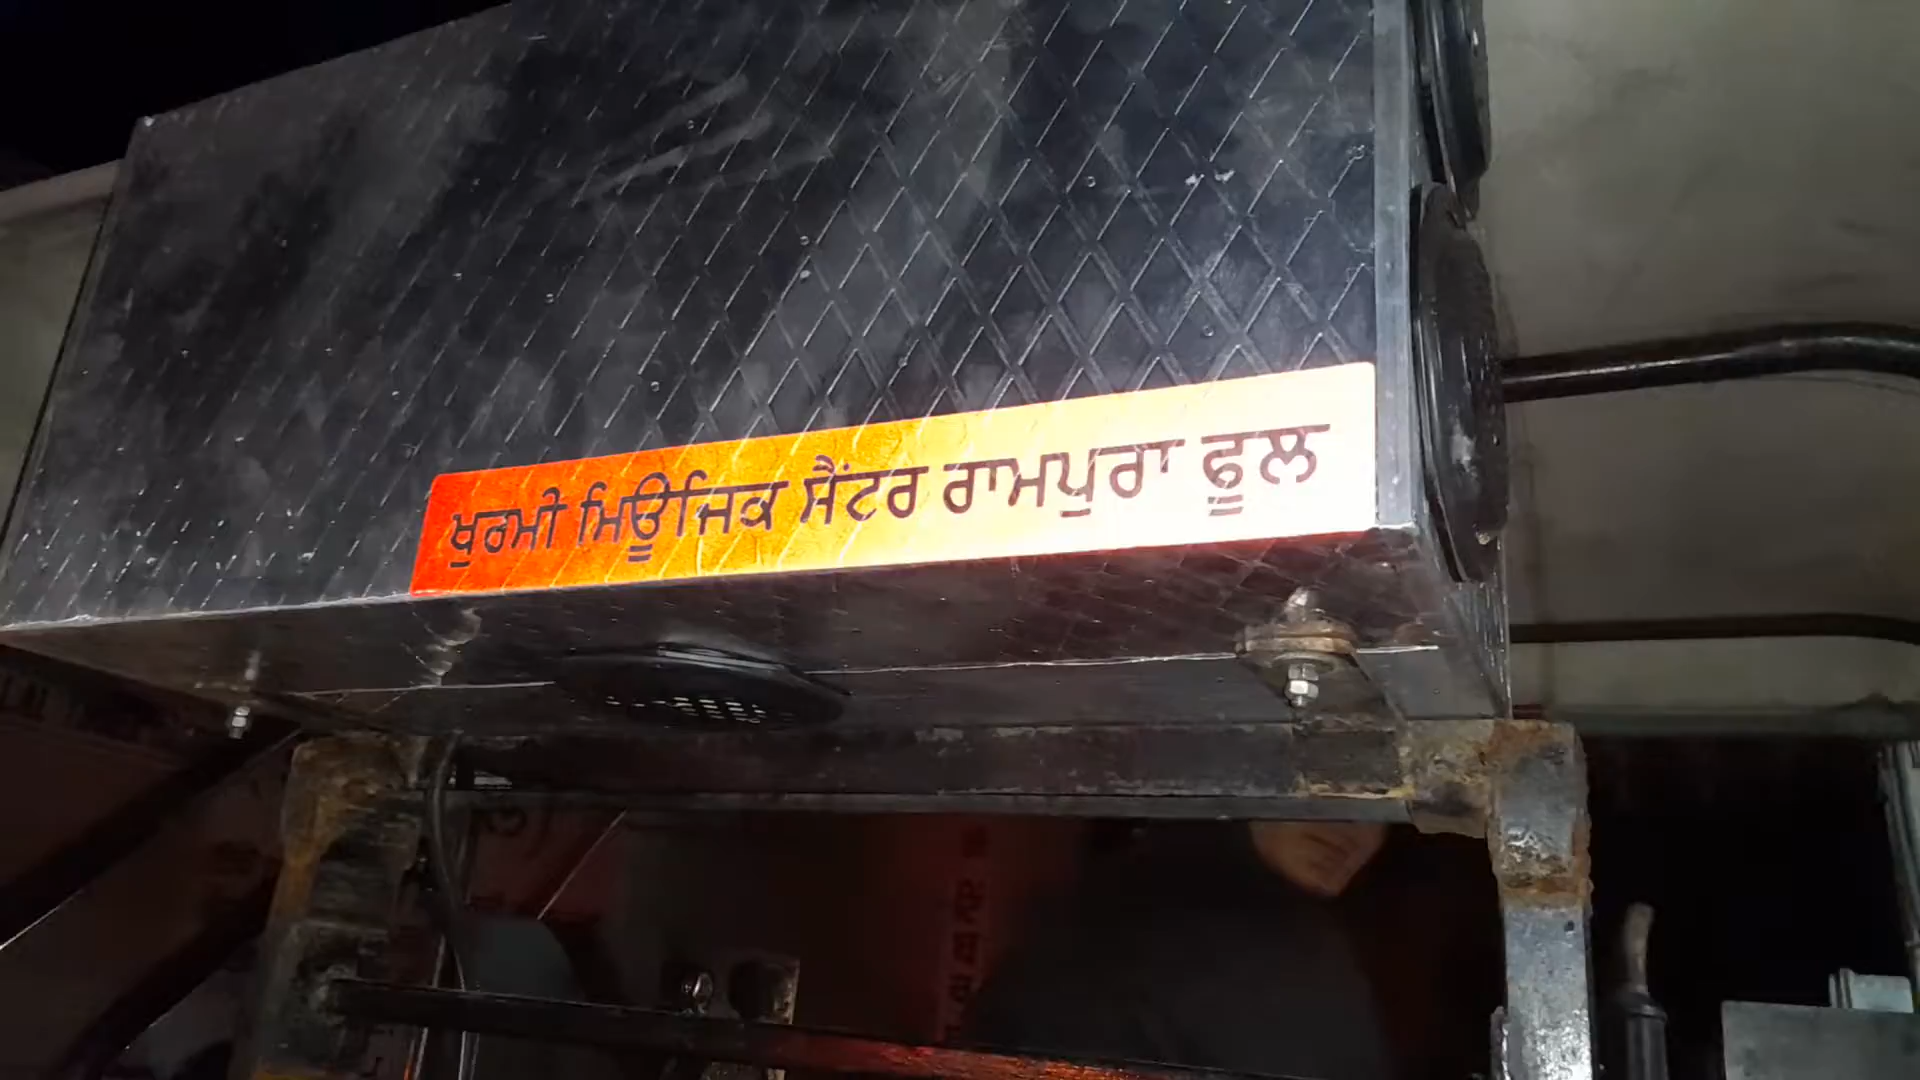 ਖੁਰਮੀ ਮਿਊਜਿਕ ਸੈਂਟਰ ਰਾਮਪੁਰਾ ਫੂਲ